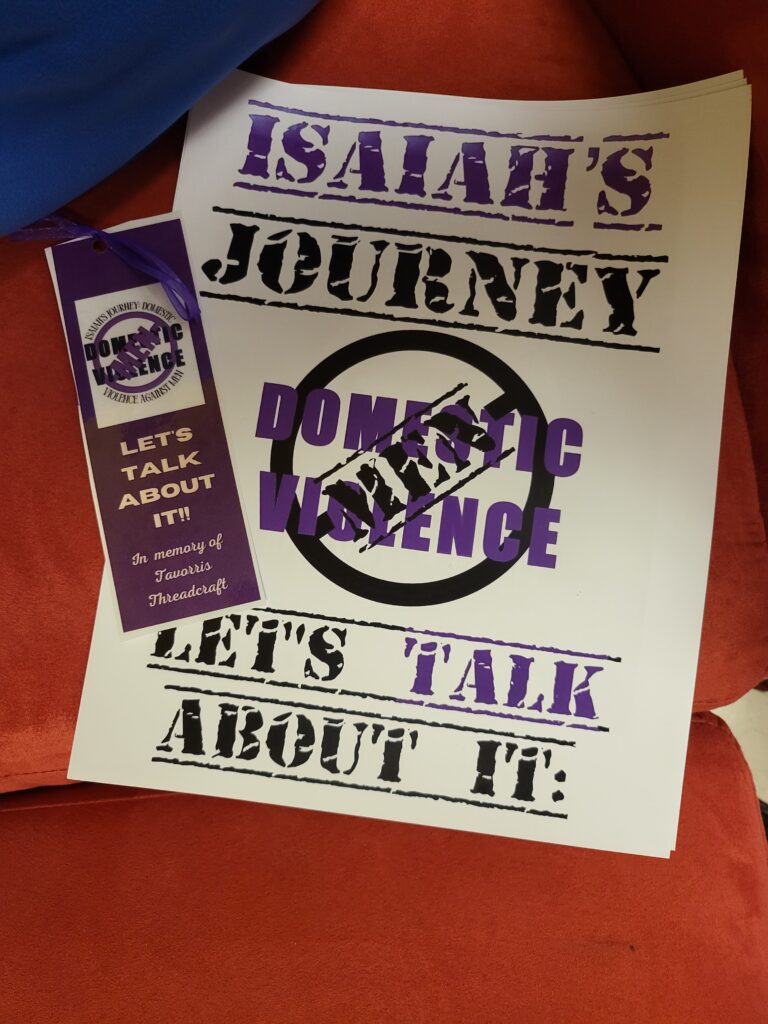 ISAIAH'S
JOURNEY
DOMESTIC
MEN
VIOLENCE
LET'S TALK
ABOUT IT:
ISAIAH'S JOURNEY: DOMESTIC
DOMESTIC
MEN
VIOLENCE
VIOLENCE AGAINST MEN
LET'S
TALK
ABOUT
IT!!
In memory of
Tavorris
Threadcraft